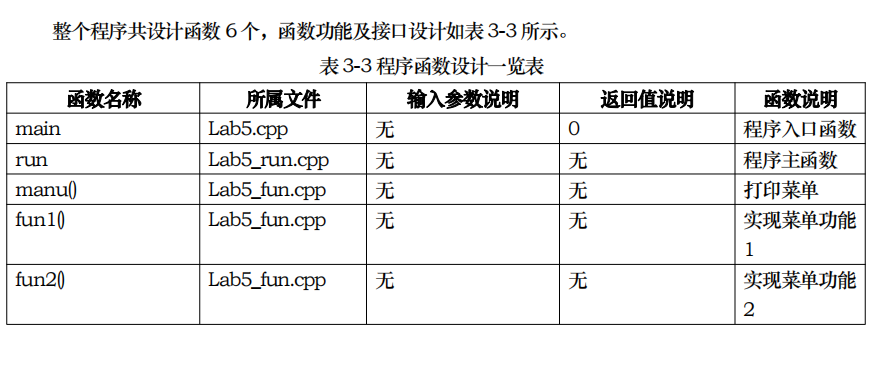 整个程序共设计函数 6 个，函数功能及接口设计如表 3-3 所示。
表 3-3 程序函数设计一览表
函数名称 所属文件 输入参数说明 返回值说明 函数说明
main Lab5.cpp 无 0 程序入口函数
run Lab5_run.cpp 无 无 程序主函数
manu() Lab5_fun.cpp 无 无 打印菜单
fun1() Lab5_fun.cpp 无 无 实现菜单功能
1
fun2() Lab5_fun.cpp 无 无 实现菜单功能
2